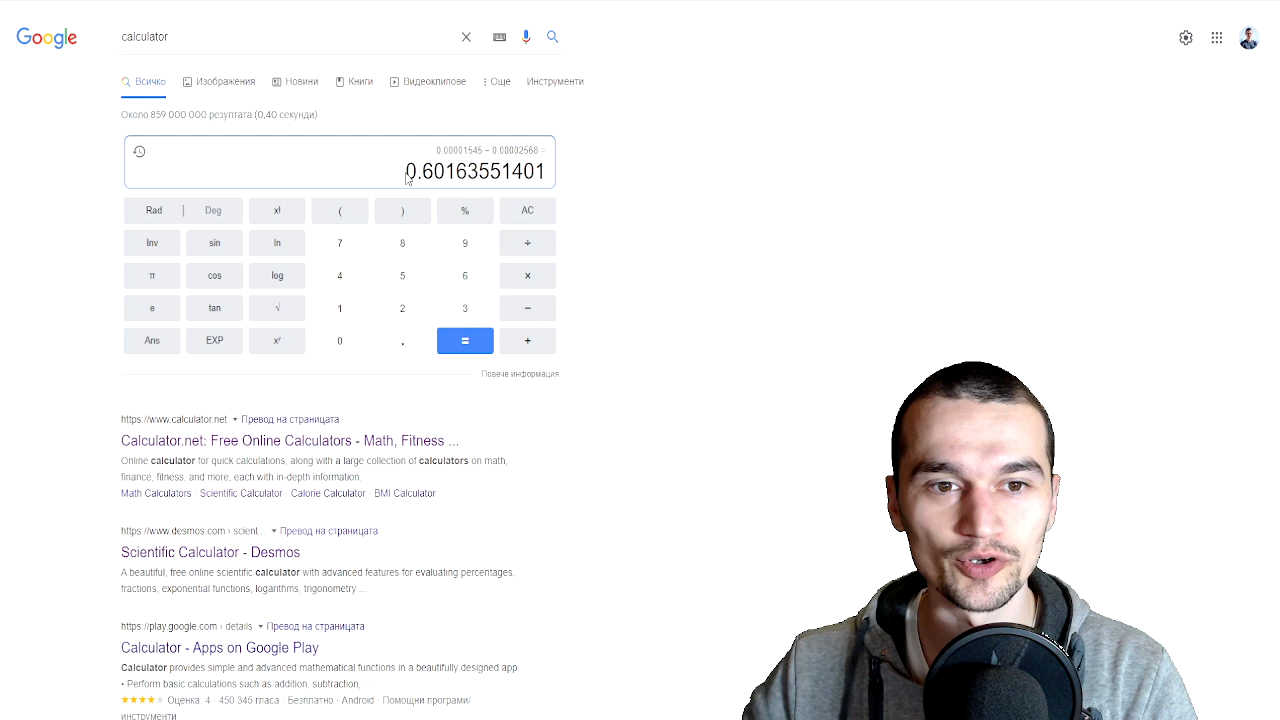 Google
calculator
Всичко Изображения Новини Книги Видеоклипове Още Инструменти
Около 859 000 000 резултата (0,40 секунди)
0.00001545 ÷ 0.00002568 =
0.60163551401
Rad | Deg x! ( ) % AC
Inv sin ln 7 8 9 ÷
π cos log 4 5 6 ×
e tan √ 1 2 3 −
Ans EXP xʸ 0 . = +
Повече информация
https://www.calculator.net Превод на страницата
Calculator.net: Free Online Calculators - Math, Fitness ...
Online calculator for quick calculations, along with a large collection of calculators on math,
finance, fitness, and more, each with in-depth information.
Math Calculators · Scientific Calculator · Calorie Calculator · BMI Calculator
https://www.desmos.com › scient... Превод на страницата
Scientific Calculator - Desmos
A beautiful, free online scientific calculator with advanced features for evaluating percentages,
fractions, exponential functions, logarithms, trigonometry ...
https://play.google.com › details Превод на страницата
Calculator - Apps on Google Play
Calculator provides simple and advanced mathematical functions in a beautifully designed app.
• Perform basic calculations such as addition, subtraction,...
Оценка: 4 · 450 345 гласа · Безплатно · Android · Помощни програми/
инструменти